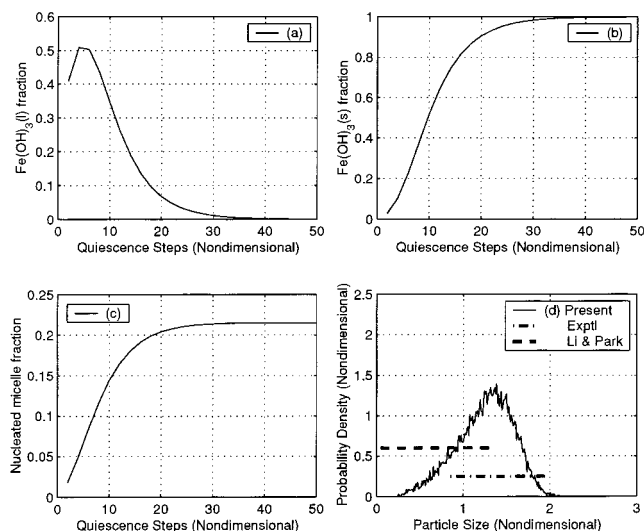 0.6
0.5
0.4
0.3
0.2
0.1
0
Fe(OH)3(l) fraction
(a)
0 10 20 30 40 50
Quiescence Steps (Nondimensional)
1
0.8
0.6
0.4
0.2
0
Fe(OH)3(s) fraction
(b)
0 10 20 30 40 50
Quiescence Steps (Nondimensional)
0.25
0.2
0.15
0.1
0.05
0
Nucleated micelle fraction
(c)
0 10 20 30 40 50
Quiescence Steps (Nondimensional)
2.5
2
1.5
1
0.5
0
Probability Density (Nondimensional)
(d) Present
Exptl
Li & Park
0 1 2 3
Particle Size (Nondimensional)